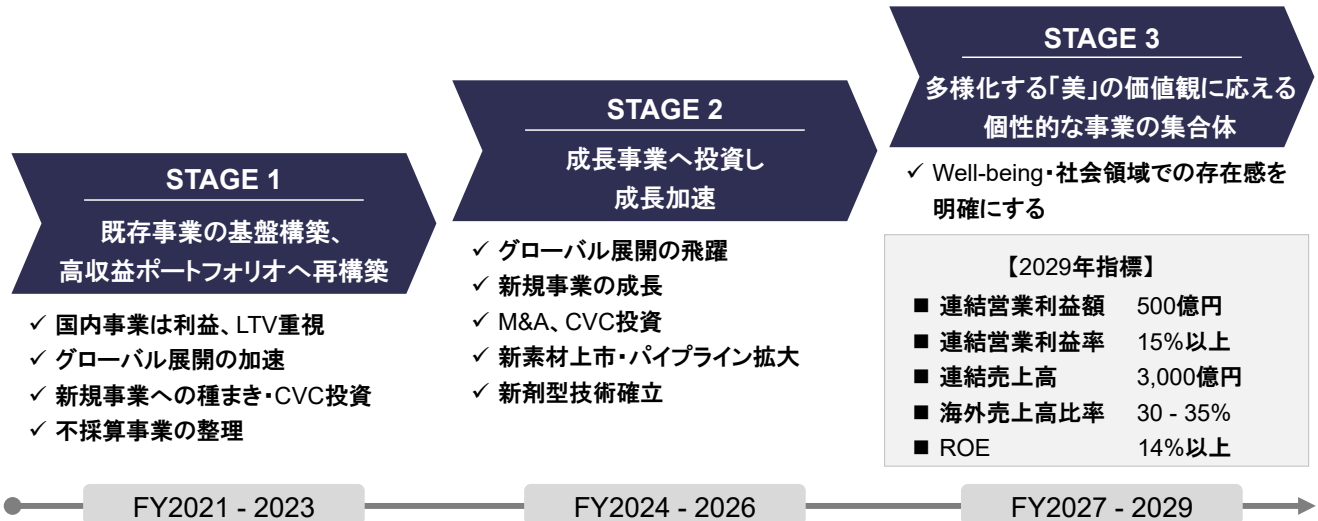 STAGE 1
既存事業の基盤構築、
高収益ポートフォリオへ再構築
✓ 国内事業は利益、LTV重視
✓ グローバル展開の加速
✓ 新規事業への種まき・CVC投資
✓ 不採算事業の整理
FY2021 - 2023
STAGE 2
成長事業へ投資し
成長加速
✓ グローバル展開の飛躍
✓ 新規事業の成長
✓ M&A、CVC投資
✓ 新素材上市・パイプライン拡大
✓ 新剤型技術確立
FY2024 - 2026
STAGE 3
多様化する「美」の価値観に応える
個性的な事業の集合体
✓ Well-being・社会領域での存在感を
明確にする
【2029年指標】
■ 連結営業利益額 500億円
■ 連結営業利益率 15%以上
■ 連結売上高 3,000億円
■ 海外売上高比率 30 - 35%
■ ROE 14%以上
FY2027 - 2029